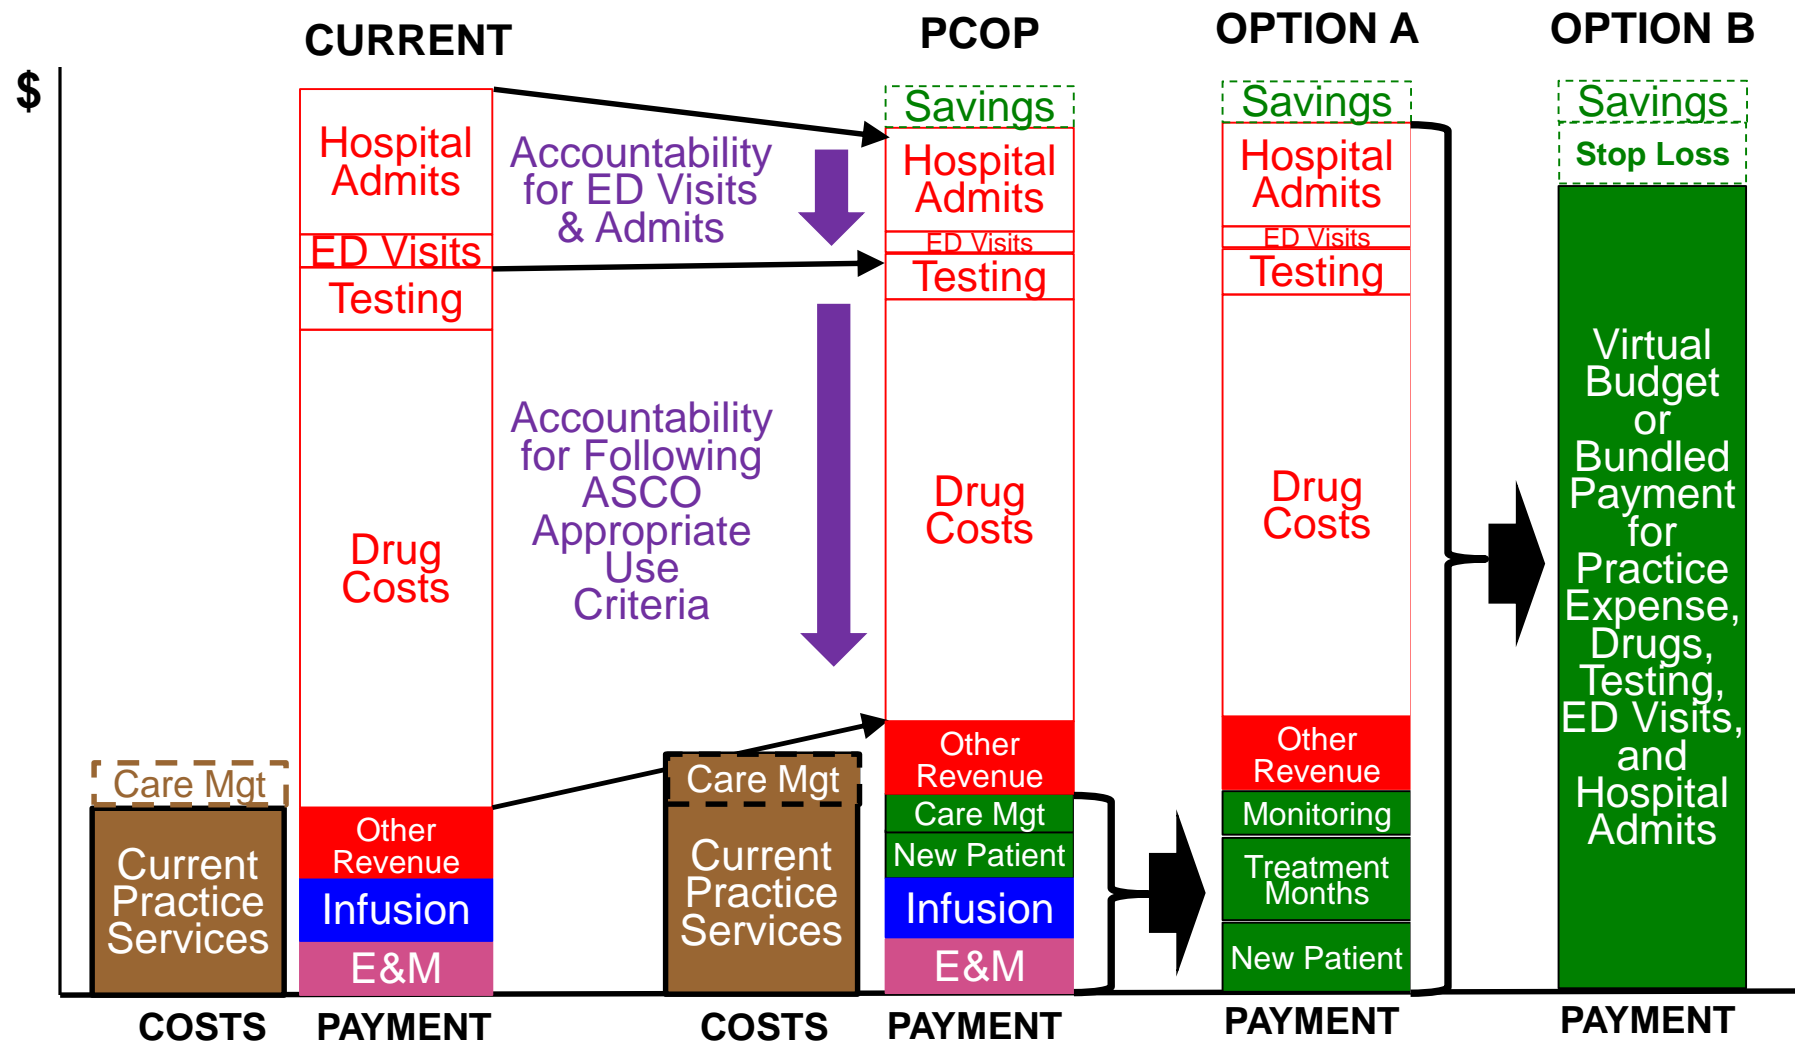 CURRENT
PCOP
OPTION A
OPTION B
$
Hospital
Admits
ED Visits
Testing
Drug
Costs
Other
Revenue
Infusion
E&M
Care Mgt
Current
Practice
Services
Accountability
for ED Visits
& Admits
Accountability
for Following
ASCO
Appropriate
Use
Criteria
Care Mgt
Current
Practice
Services
Savings
Hospital
Admits
ED Visits
Testing
Drug
Costs
Other
Revenue
Care Mgt
New Patient
Infusion
E&M
Savings
Hospital
Admits
ED Visits
Testing
Drug
Costs
Other
Revenue
Monitoring
Treatment
Months
New Patient
Savings
Stop Loss
Virtual
Budget
or
Bundled
Payment
for
Practice
Expense,
Drugs,
Testing,
ED Visits,
and
Hospital
Admits
COSTS
PAYMENT
COSTS
PAYMENT
PAYMENT
PAYMENT